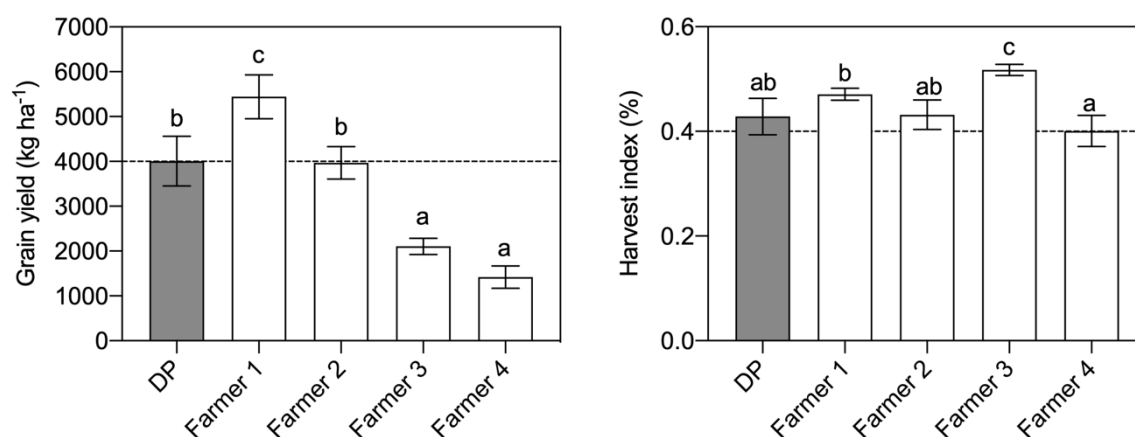 7000
6000
5000
4000
3000
2000
1000
0
Grain yield (kg ha⁻¹)
b
c
b
a
a
DP
Farmer 1
Farmer 2
Farmer 3
Farmer 4
0.6
0.4
0.2
0.0
Harvest index (%)
ab
b
ab
c
a
DP
Farmer 1
Farmer 2
Farmer 3
Farmer 4